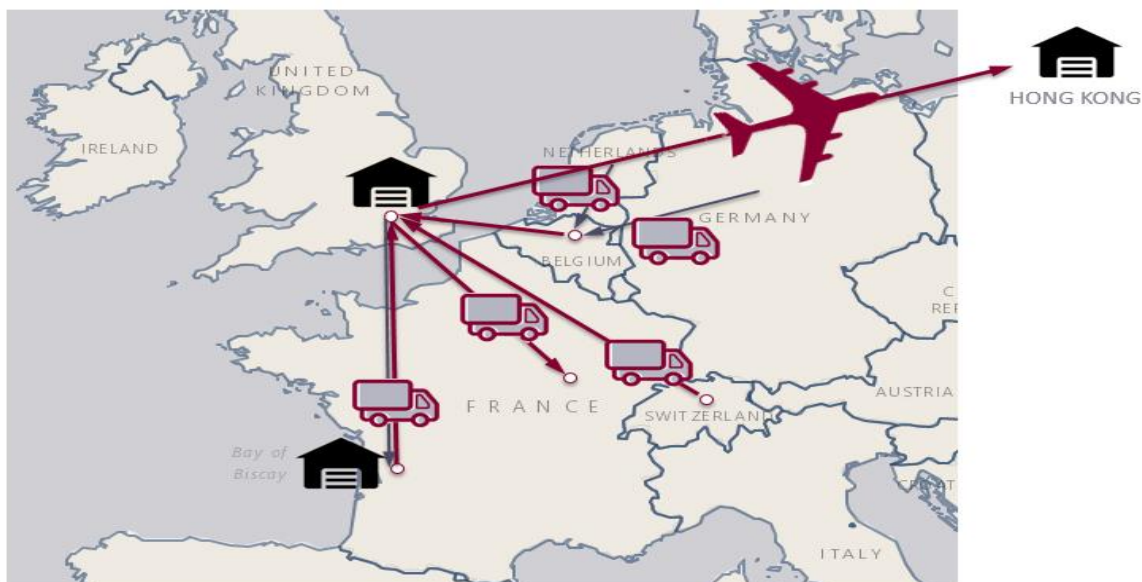 UNITED
KINGDOM
HONG KONG
IRELAND
NETHERLANDS
GERMANY
BELGIUM
FRANCE
SWITZERLAND
AUSTRIA
Bay of
Biscay
ITALY